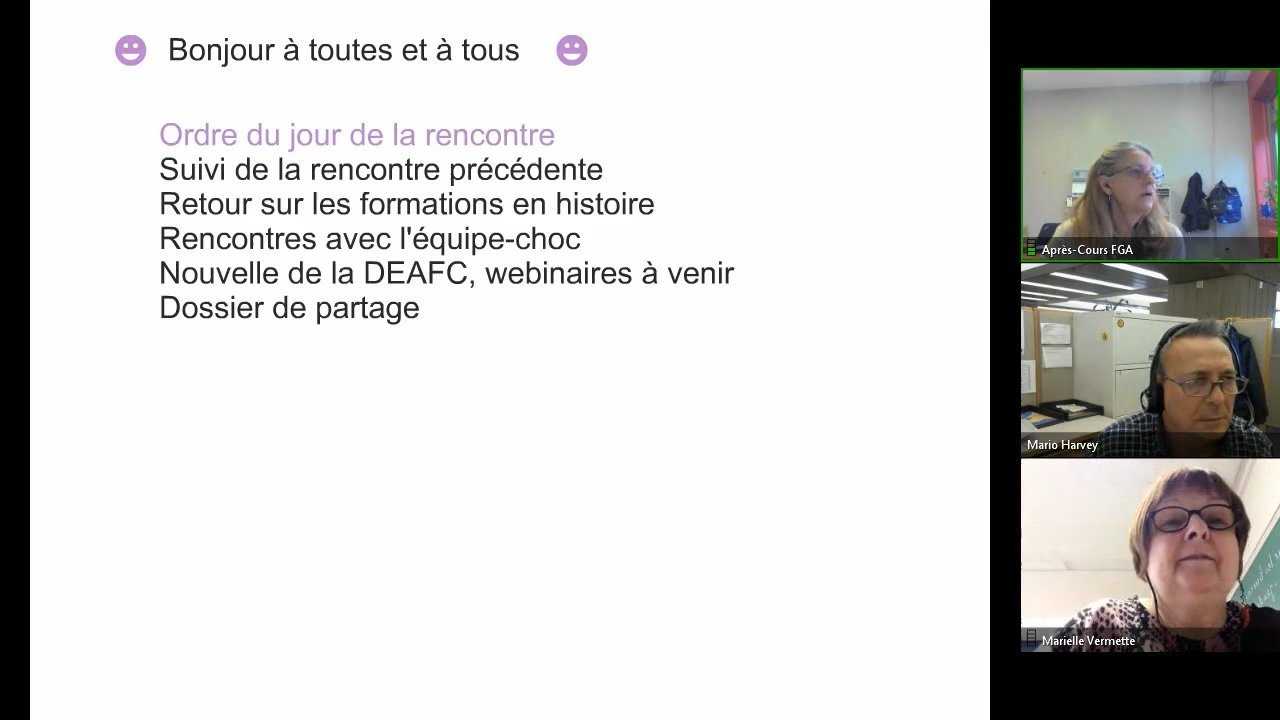 Bonjour à toutes et à tous
Ordre du jour de la rencontre
Suivi de la rencontre précédente
Retour sur les formations en histoire
Rencontres avec l'équipe-choc
Nouvelle de la DEAFC, webinaires à venir
Dossier de partage
Après-Cours FGA
Mario Harvey
Marielle Vermette